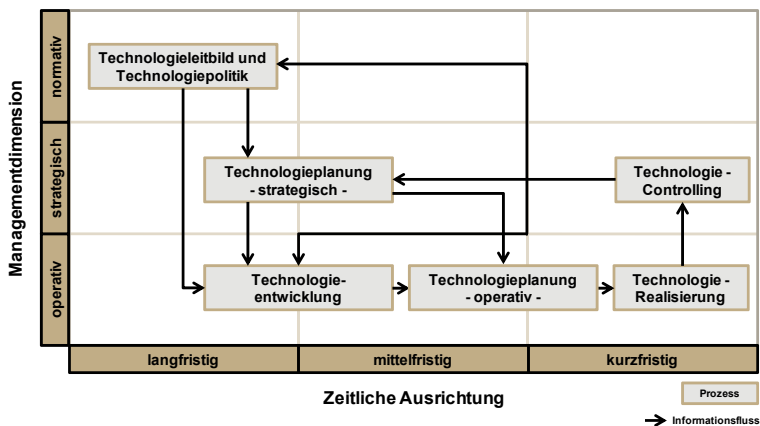 Managementdimension
normativ
strategisch
operativ
Technologieleitbild und
Technologiepolitik
Technologieplanung
- strategisch -
Technologie -
Controlling
Technologie-
entwicklung
Technologieplanung
- operativ -
Technologie -
Realisierung
langfristig
mittelfristig
kurzfristig
Zeitliche Ausrichtung
Prozess
Informationsfluss